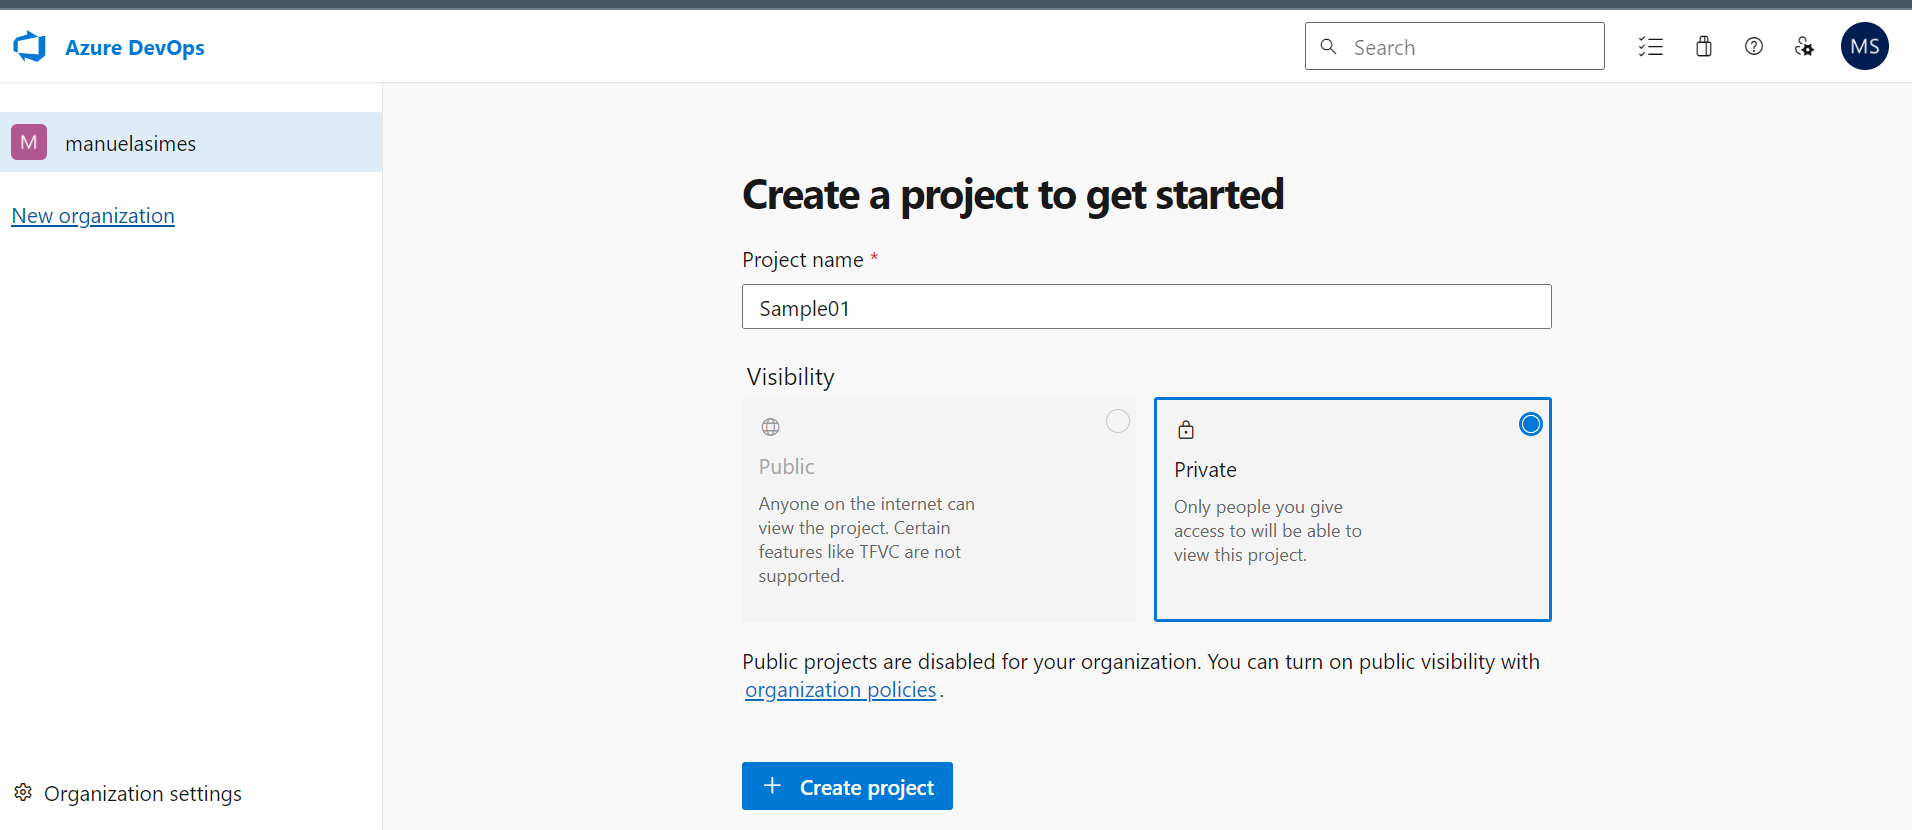 Azure DevOps
Search
MS
M
manuelasimes
New organization
Create a project to get started
Project name *
Sample01
Visibility
Public
Anyone on the internet can
view the project. Certain
features like TFVC are not
supported.
Private
Only people you give
access to will be able to
view this project.
Public projects are disabled for your organization. You can turn on public visibility with
organization policies.
+ Create project
Organization settings